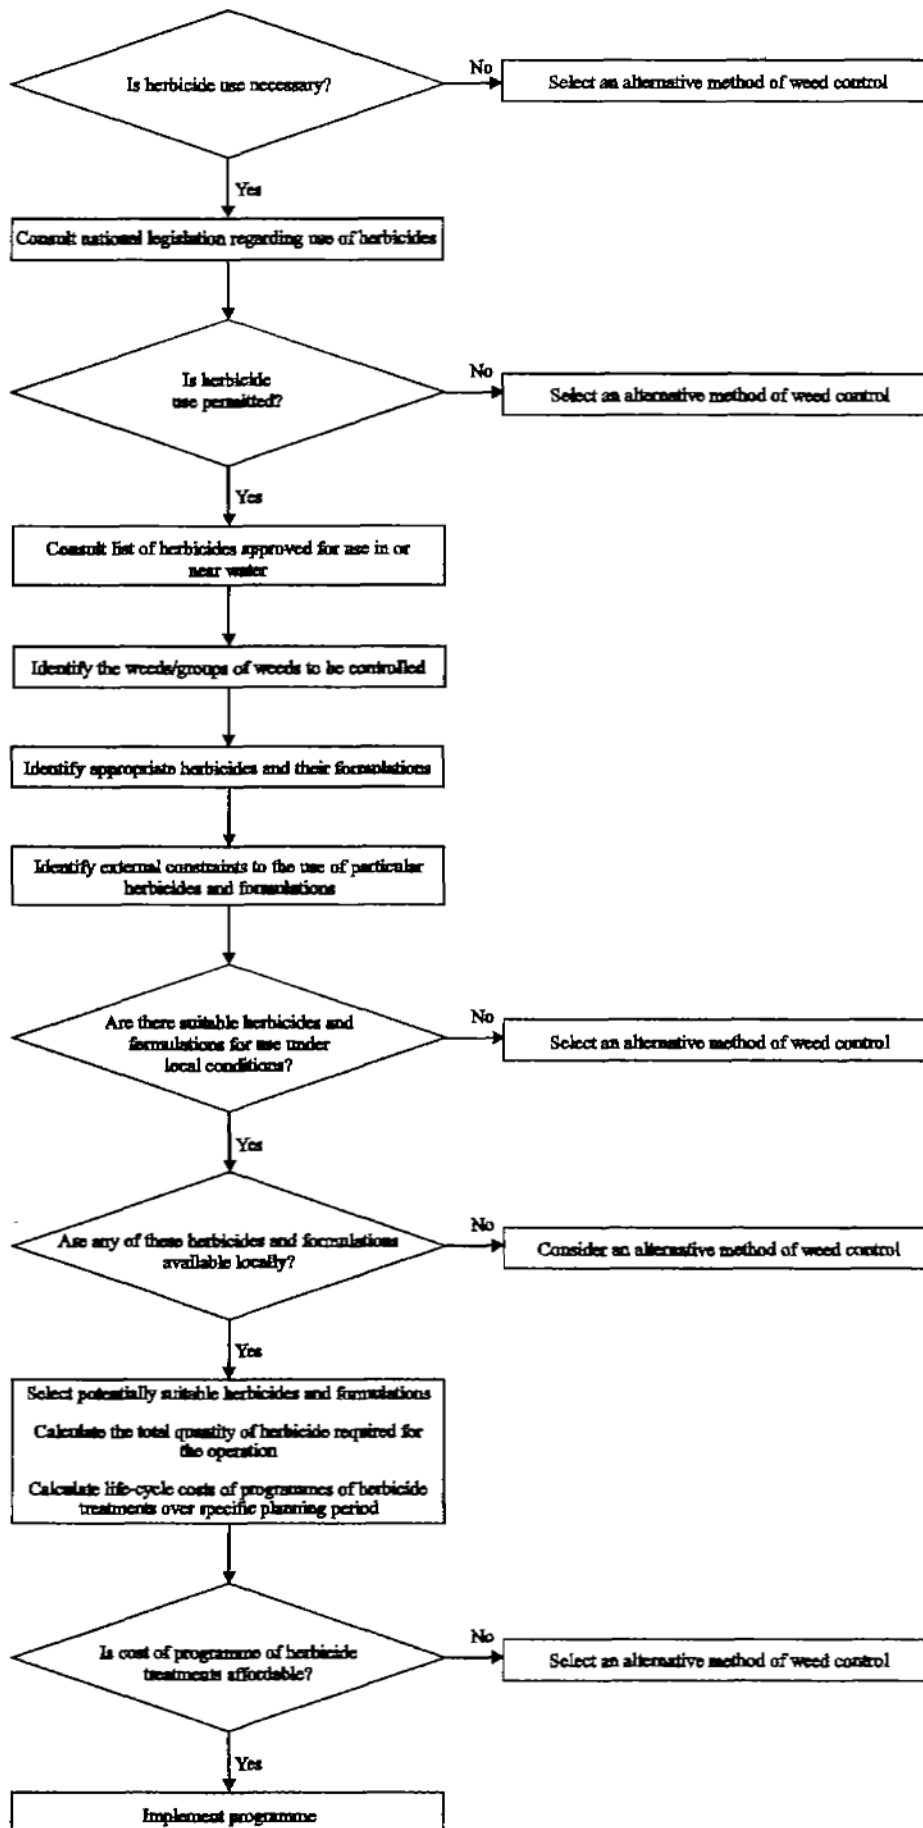 Is herbicide use necessary?
No
Select an alternative method of weed control
Yes
Consult national legislation regarding use of herbicides
Is herbicide
use permitted?
No
Select an alternative method of weed control
Yes
Consult list of herbicides approved for use in or
near water
Identify the weeds/groups of weeds to be controlled
Identify appropriate herbicides and their formulations
Identify external constraints to the use of particular
herbicides and formulations
Are there suitable herbicides and
formulations for use under
local conditions?
No
Select an alternative method of weed control
Yes
Are any of these herbicides and formulations
available locally?
No
Consider an alternative method of weed control
Yes
Select potentially suitable herbicides and formulations
Calculate the total quantity of herbicide required for
the operation
Calculate life-cycle costs of programmes of herbicide
treatments over specific planning period
Is cost of programme of herbicide
treatments affordable?
No
Select an alternative method of weed control
Yes
Implement programme